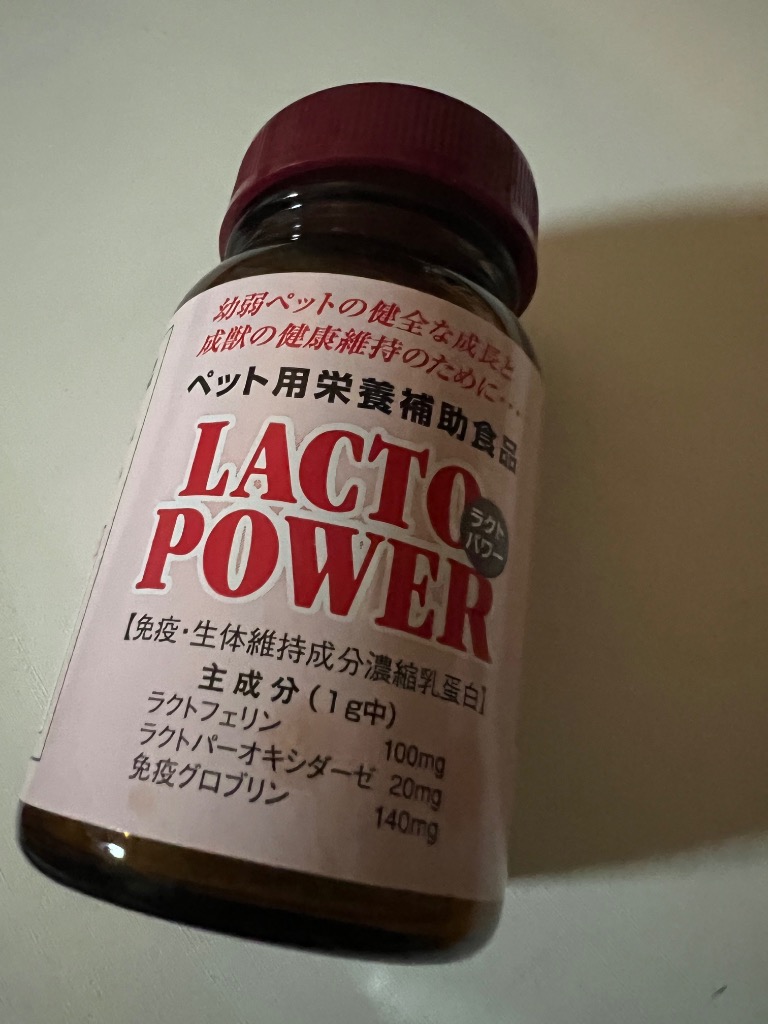 幼弱ペットの健全な成長と
成獣の健康維持のために…
ペット用栄養補助食品
LACTO
POWER
ラクト
パワー
【免疫・生体維持成分濃縮乳蛋白】
主成分(1g中)
ラクトフェリン 100mg
ラクトパーオキシダーゼ 20mg
免疫グロブリン 140mg